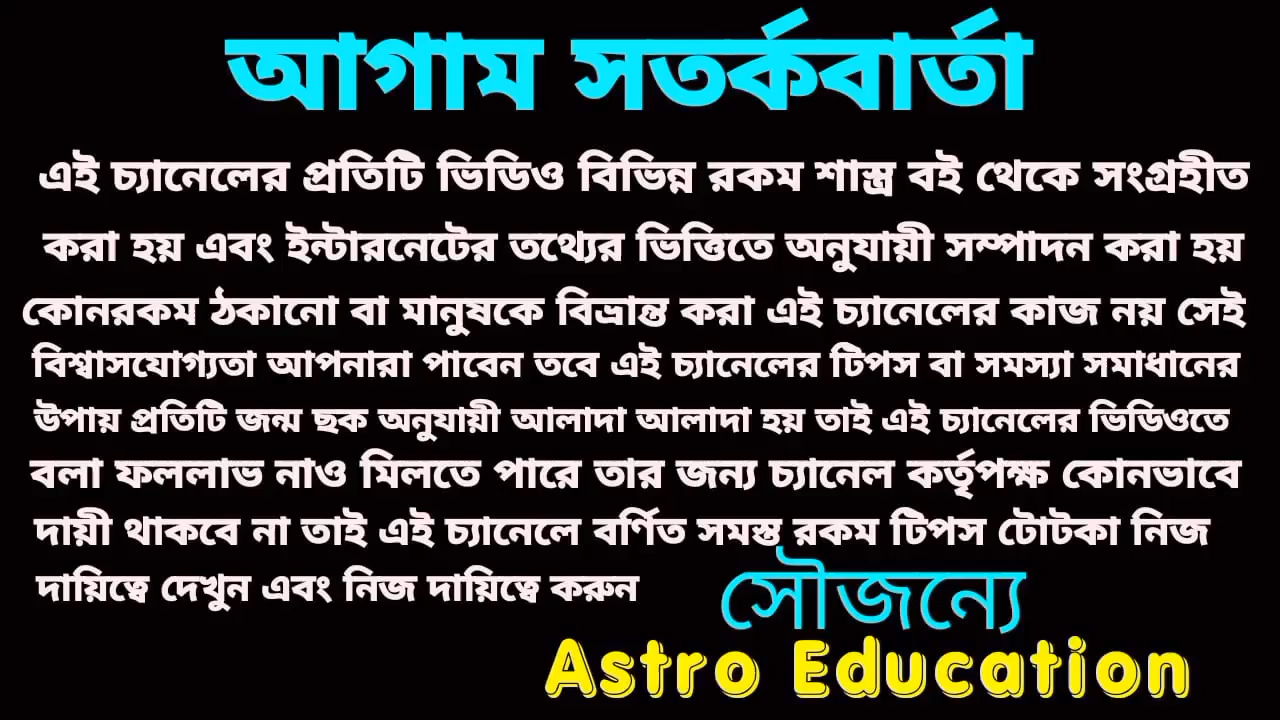 আগাম সতর্কবার্তা
এই চ্যানেলের প্রতিটি ভিডিও বিভিন্ন রকম শাস্ত্র বই থেকে সংগ্রহীত
করা হয় এবং ইন্টারনেটের তথ্যের ভিত্তিতে অনুযায়ী সম্পাদন করা হয়
কোনরকম ঠকানো বা মানুষকে বিভ্রান্ত করা এই চ্যানেলের কাজ নয় সেই
বিশ্বাসযোগ্যতা আপনারা পাবেন তবে এই চ্যানেলের টিপস বা সমস্যা সমাধানের
উপায় প্রতিটি জন্ম ছক অনুযায়ী আলাদা আলাদা হয় তাই এই চ্যানেলের ভিডিওতে
বলা ফললাভ নাও মিলতে পারে তার জন্য চ্যানেল কর্তৃপক্ষ কোনভাবে
দায়ী থাকবে না তাই এই চ্যানেলে বর্ণিত সমস্ত রকম টিপস টোটকা নিজ
দায়িত্বে দেখুন এবং নিজ দায়িত্বে করুন
সৌজন্যে
Astro Education